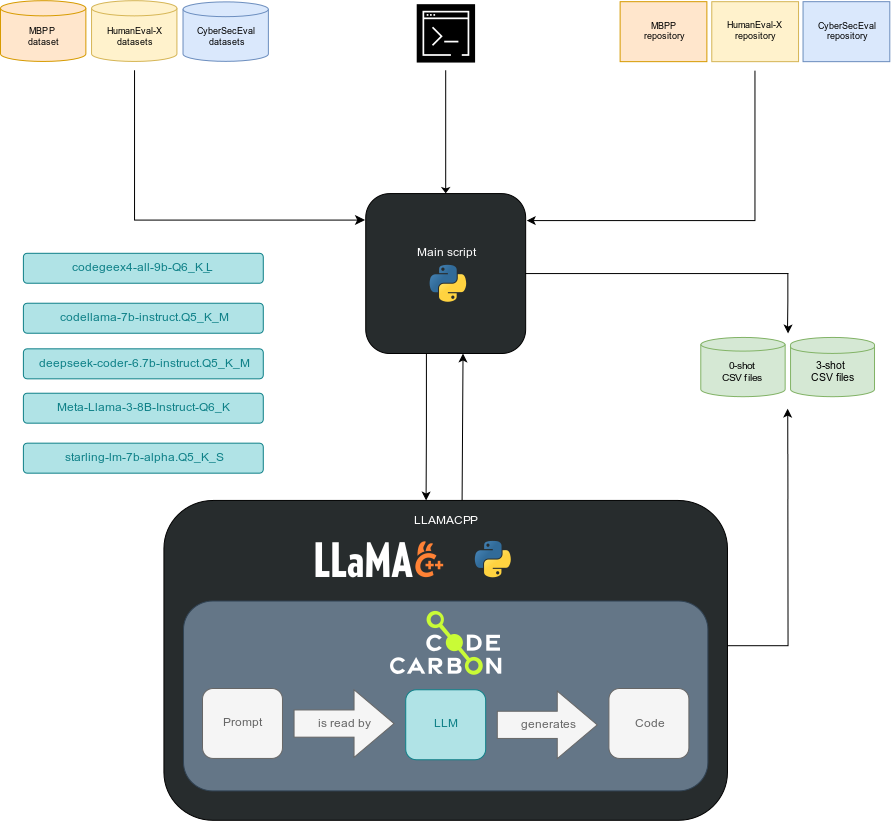 MBPP
dataset
HumanEval-X
datasets
CyberSecEval
datasets
MBPP
repository
HumanEval-X
repository
CyberSecEval
repository
Main script
codegeex4-all-9b-Q6_K_L
codellama-7b-instruct.Q5_K_M
deepseek-coder-6.7b-instruct.Q5_K_M
Meta-Llama-3-8B-Instruct-Q6_K
starling-lm-7b-alpha.Q5_K_S
0-shot
CSV files
3-shot
CSV files
LLAMACPP
LLaMA C++
CODE
CARBON
Prompt
is read by
LLM
generates
Code